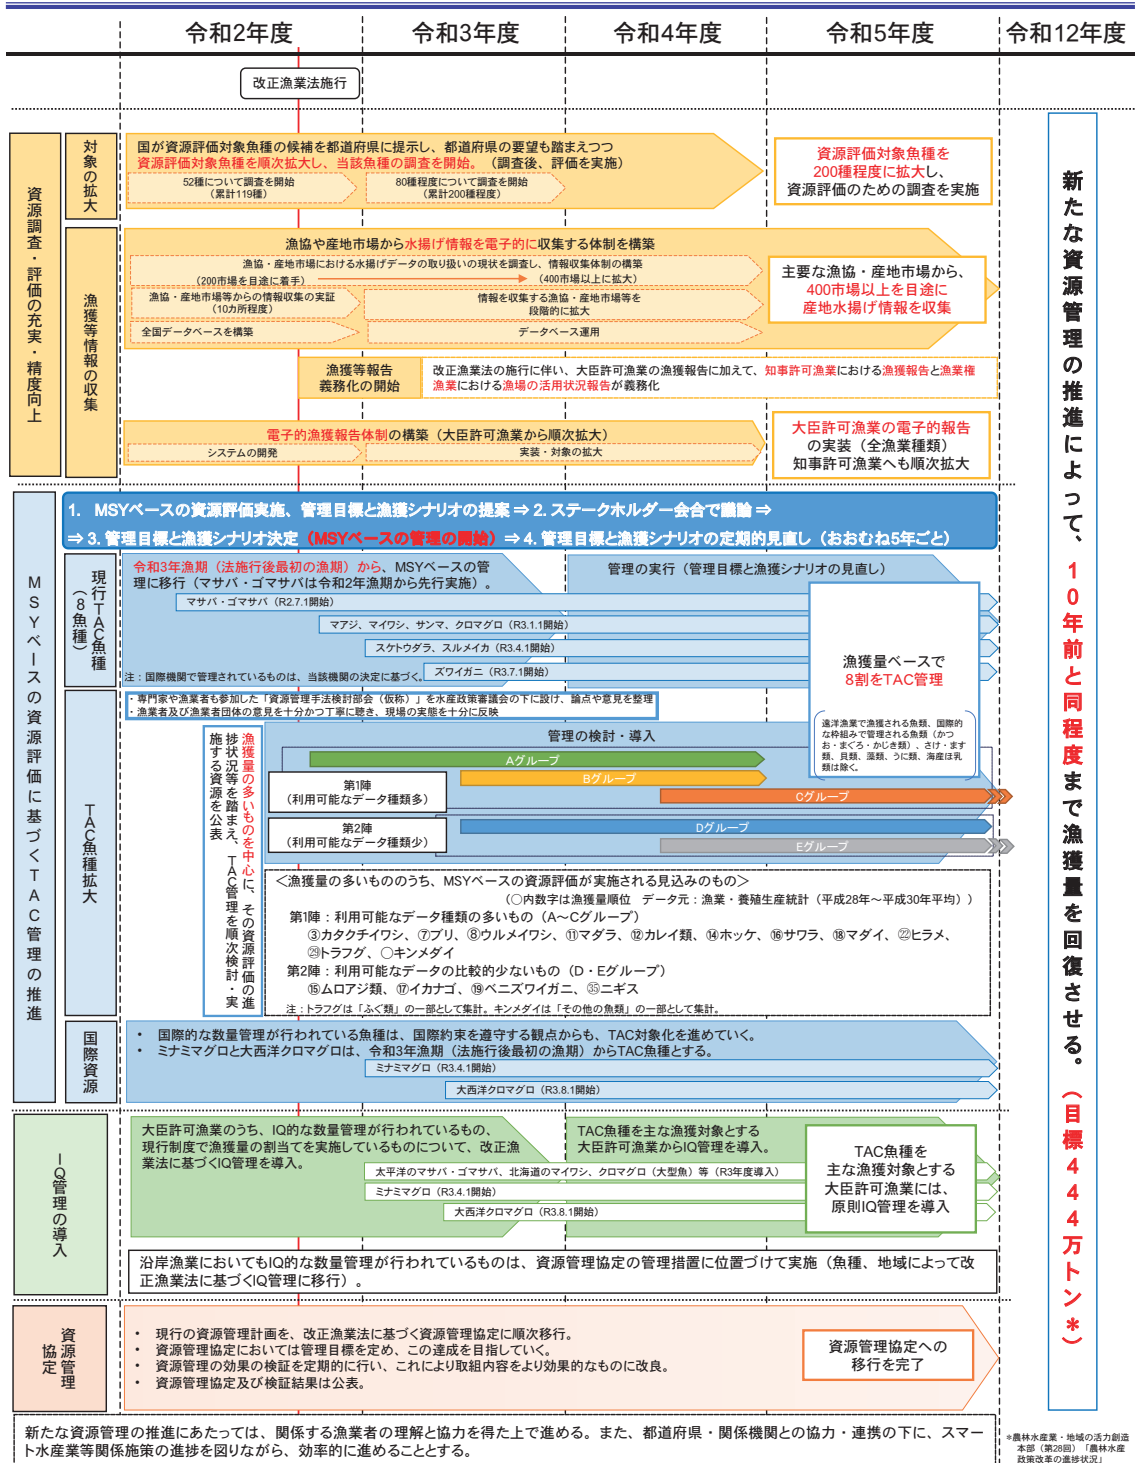 令和2年度
令和3年度
令和4年度
令和5年度
令和12年度
改正漁業法施行
資源調査・評価の充実・精度向上
対象の拡大
国が資源評価対象魚種の候補を都道府県に提示し、都道府県の要望も踏まえつつ
資源評価対象魚種を順次拡大し、当該魚種の調査を開始。（調査後、評価を実施）
52種について調査を開始
（累計119種）
80種程度について調査を開始
（累計200種程度）
資源評価対象魚種を
200種程度に拡大し、
資源評価のための調査を実施
漁獲等情報の収集
漁協や産地市場から水揚げ情報を電子的に収集する体制を構築
漁協・産地市場における水揚げデータの取り扱いの現状を調査し、情報収集体制の構築
（200市場を目途に着手）
（400市場以上に拡大）
漁協・産地市場等からの情報収集の実証
（10カ所程度）
情報を収集する漁協・産地市場等を
段階的に拡大
全国データベースを構築
データベース運用
主要な漁協・産地市場から、
400市場以上を目途に
産地水揚げ情報を収集
漁獲等報告
義務化の開始
改正漁業法の施行に伴い、大臣許可漁業の漁獲報告に加えて、知事許可漁業における漁獲報告と漁業権
漁業における漁場の活用状況報告が義務化
電子的漁獲報告体制の構築（大臣許可漁業から順次拡大）
システムの開発
実装・対象の拡大
大臣許可漁業の電子的報告
の実装（全漁業種類）
知事許可漁業へも順次拡大
MSYベースの資源評価に基づくTAC管理の推進
1. MSYベースの資源評価実施、管理目標と漁獲シナリオの提案 ⇒ 2. ステークホルダー会合で議論 ⇒
⇒ 3. 管理目標と漁獲シナリオ決定（MSYベースの管理の開始）⇒ 4. 管理目標と漁獲シナリオの定期的見直し（おおむね5年ごと）
現行TAC魚種
（8魚種）
令和3年漁期（法施行後最初の漁期）から、MSYベースの管
理に移行（マサバ・ゴマサバは令和2年漁期から先行実施）。
管理の実行（管理目標と漁獲シナリオの見直し）
マサバ・ゴマサバ（R2.7.1開始）
マアジ、マイワシ、サンマ、クロマグロ（R3.1.1開始）
スケトウダラ、スルメイカ（R3.4.1開始）
ズワイガニ（R3.7.1開始）
注：国際機関で管理されているものは、当該機関の決定に基づく。
漁獲量ベースで
8割をTAC管理
遠洋漁業で漁獲される魚類、国際的
な枠組みで管理される魚類（かつ
お・まぐろ・かじき類）、さけ・ます
類、貝類、藻類、うに類、海産ほ乳
類は除く。
TAC魚種拡大
・専門家や漁業者も参加した「資源管理手法検討部会（仮称）」を水産政策審議会の下に設け、論点や意見を整理
・漁業者及び漁業者団体の意見を十分かつ丁寧に聴き、現場の実態を十分に反映
漁獲量の多いものを中心に、その資源評価の進
捗状況等を踏まえ、TAC管理を順次検討・実
施する資源を公表
管理の検討・導入
Aグループ
Bグループ
Cグループ
第1陣
（利用可能なデータ種類多）
第2陣
（利用可能なデータ種類少）
Dグループ
Eグループ
＜漁獲量の多いもののうち、MSYベースの資源評価が実施される見込みのもの＞
（○内数字は漁獲量順位　データ元：漁業・養殖生産統計（平成28年～平成30年平均））
第1陣：利用可能なデータ種類の多いもの（A～Cグループ）
③カタクチイワシ、⑦ブリ、⑧ウルメイワシ、⑪マダラ、⑫カレイ類、⑭ホッケ、⑯サワラ、⑱マダイ、㉒ヒラメ、
㉙トラフグ、○キンメダイ
第2陣：利用可能なデータの比較的少ないもの（D・Eグループ）
⑮ムロアジ類、⑰イカナゴ、⑲ベニズワイガニ、㉟ニギス
注：トラフグは「ふぐ類」の一部として集計。キンメダイは「その他の魚類」の一部として集計。
国際資源
・ 国際的な数量管理が行われている魚種は、国際約束を遵守する観点からも、TAC対象化を進めていく。
・ ミナミマグロと大西洋クロマグロは、令和3年漁期（法施行後最初の漁期）からTAC魚種とする。
ミナミマグロ（R3.4.1開始）
大西洋クロマグロ（R3.8.1開始）
IQ管理の導入
大臣許可漁業のうち、IQ的な数量管理が行われているもの、
現行制度で漁獲量の割当てを実施しているものについて、改正漁
業法に基づくIQ管理を導入。
TAC魚種を主な漁獲対象とする
大臣許可漁業からIQ管理を導入。
太平洋のマサバ・ゴマサバ、北海道のマイワシ、クロマグロ（大型魚）等（R3年度導入）
ミナミマグロ（R3.4.1開始）
大西洋クロマグロ（R3.8.1開始）
TAC魚種を
主な漁獲対象とする
大臣許可漁業には、
原則IQ管理を導入
沿岸漁業においてもIQ的な数量管理が行われているものは、資源管理協定の管理措置に位置づけて実施（魚種、地域によって改
正漁業法に基づくIQ管理に移行）。
資源管理
協定
・ 現行の資源管理計画を、改正漁業法に基づく資源管理協定に順次移行。
・ 資源管理協定においては管理目標を定め、この達成を目指していく。
・ 資源管理の効果の検証を定期的に行い、これにより取組内容をより効果的なものに改良。
・ 資源管理協定及び検証結果は公表。
資源管理協定への
移行を完了
新たな資源管理の推進にあたっては、関係する漁業者の理解と協力を得た上で進める。また、都道府県・関係機関との協力・連携の下に、スマー
ト水産業等関係施策の進捗を図りながら、効率的に進めることとする。
新たな資源管理の推進によって、10年前と同程度まで漁獲量を回復させる。（目標444万トン＊）
＊農林水産業・地域の活力創造
本部（第28回）「農林水産
政策改革の進捗状況」